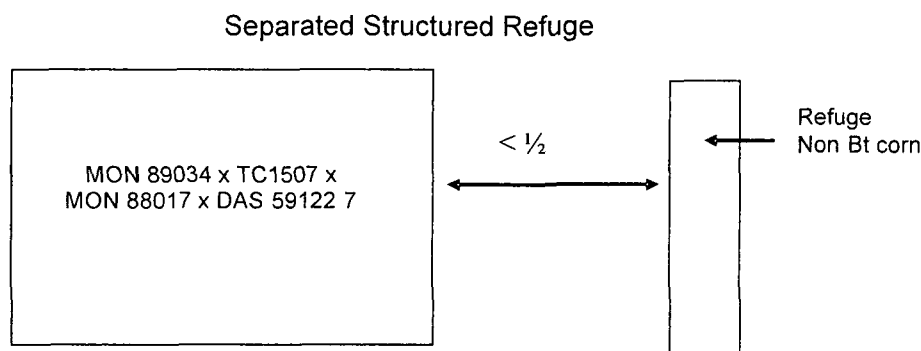 Separated Structured Refuge
MON 89034 x TC1507 x
MON 88017 x DAS 59122 7
< ½
Refuge
Non Bt corn